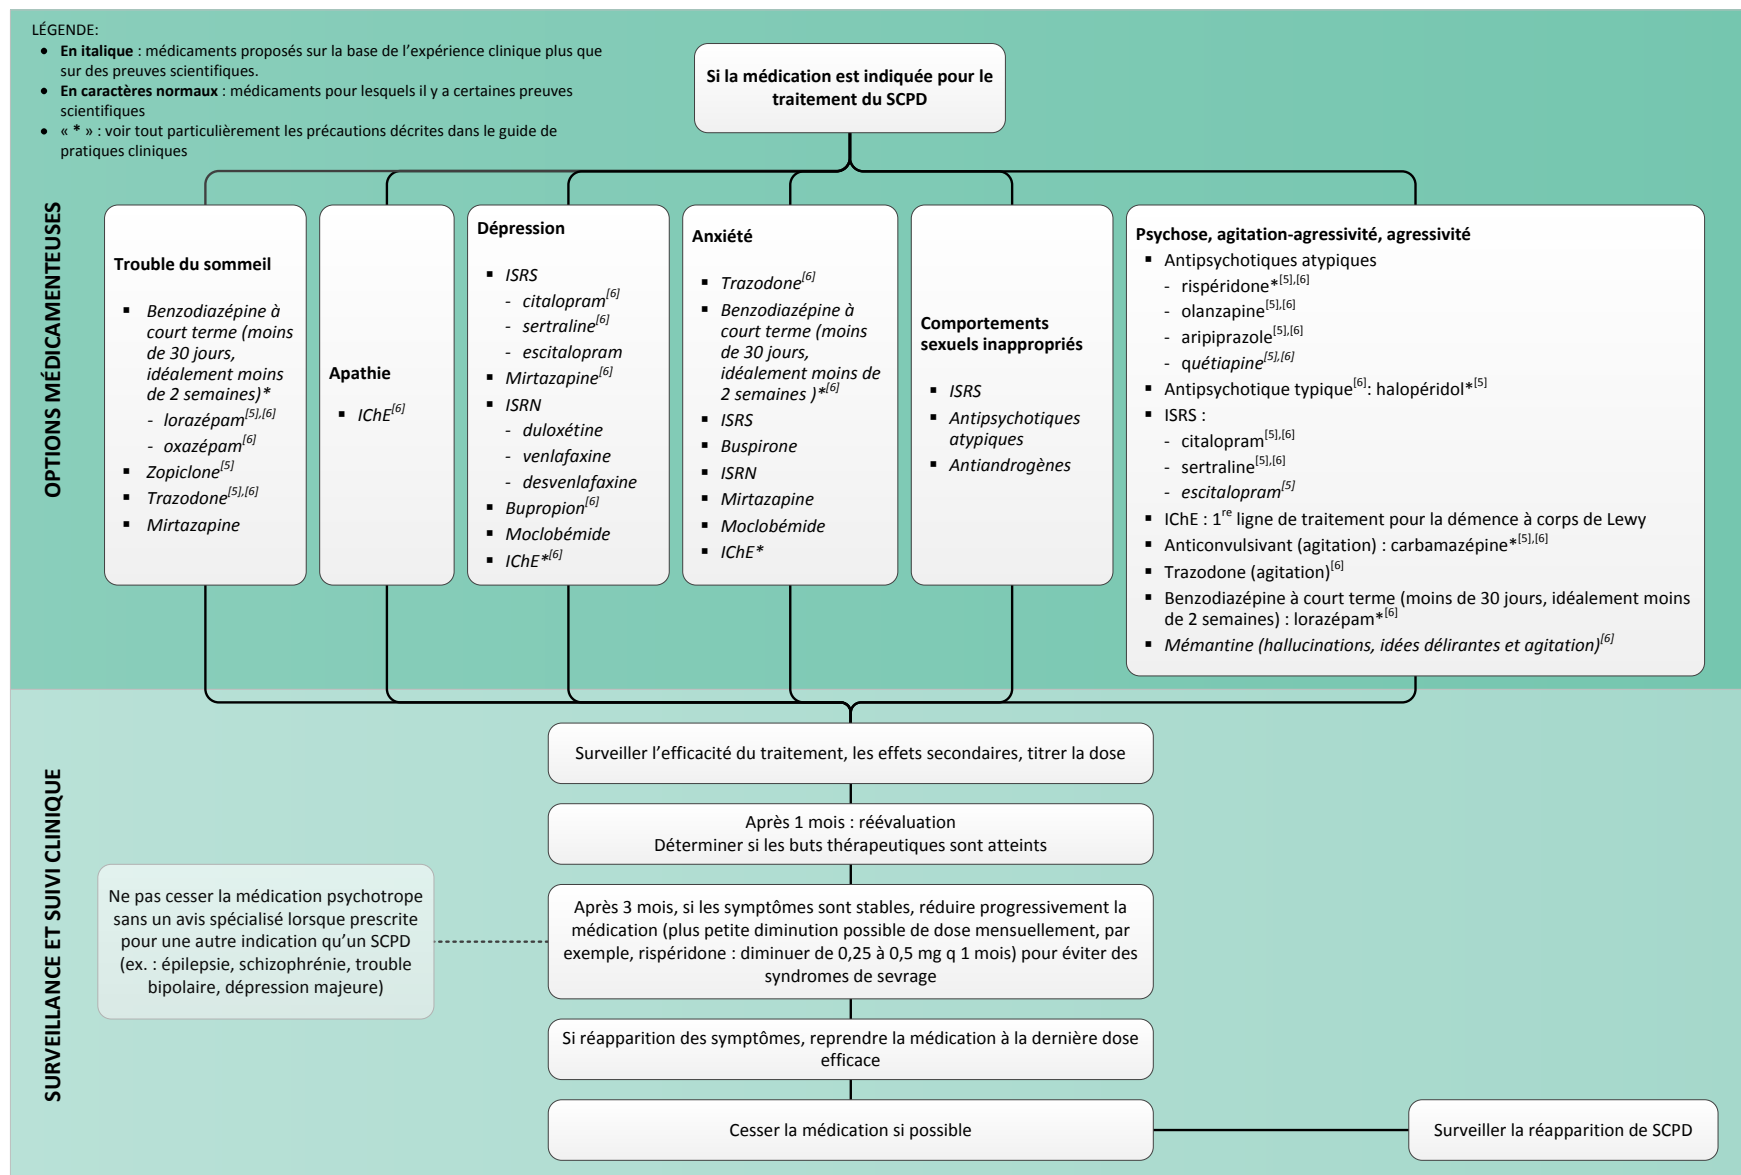 LÉGENDE:
• En italique : médicaments proposés sur la base de l’expérience clinique plus que
sur des preuves scientifiques.
• En caractères normaux : médicaments pour lesquels il y a certaines preuves
scientifiques
• « * » : voir tout particulièrement les précautions décrites dans le guide de
pratiques cliniques
Si la médication est indiquée pour le
traitement du SCPD
OPTIONS MÉDICAMENTEUSES
Trouble du sommeil
▪ Benzodiazépine à
court terme (moins
de 30 jours,
idéalement moins
de 2 semaines)*
- lorazépam[5],[6]
- oxazépam[6]
▪ Zopiclone[5]
▪ Trazodone[5],[6]
▪ Mirtazapine
Apathie
▪ IChE[6]
Dépression
▪ ISRS
- citalopram[6]
- sertraline[6]
- escitalopram
▪ Mirtazapine[6]
▪ ISRN
- duloxétine
- venlafaxine
- desvenlafaxine
▪ Bupropion[6]
▪ Moclobémide
▪ IChE*[6]
Anxiété
▪ Trazodone[6]
▪ Benzodiazépine à
court terme (moins
de 30 jours,
idéalement moins de
2 semaines )*[6]
▪ ISRS
▪ Buspirone
▪ ISRN
▪ Mirtazapine
▪ Moclobémide
▪ IChE*
Comportements
sexuels inappropriés
▪ ISRS
▪ Antipsychotiques
atypiques
▪ Antiandrogènes
Psychose, agitation-agressivité, agressivité
▪ Antipsychotiques atypiques
- rispéridone*[5],[6]
- olanzapine[5],[6]
- aripiprazole[5],[6]
- quétiapine[5],[6]
▪ Antipsychotique typique[6]: halopéridol*[5]
▪ ISRS :
- citalopram[5],[6]
- sertraline[5],[6]
- escitalopram[5]
▪ IChE : 1re ligne de traitement pour la démence à corps de Lewy
▪ Anticonvulsivant (agitation) : carbamazépine*[5],[6]
▪ Trazodone (agitation)[6]
▪ Benzodiazépine à court terme (moins de 30 jours, idéalement moins
de 2 semaines) : lorazépam*[6]
▪ Mémantine (hallucinations, idées délirantes et agitation)[6]
SURVEILLANCE ET SUIVI CLINIQUE
Surveiller l’efficacité du traitement, les effets secondaires, titrer la dose
Après 1 mois : réévaluation
Déterminer si les buts thérapeutiques sont atteints
Ne pas cesser la médication psychotrope
sans un avis spécialisé lorsque prescrite
pour une autre indication qu’un SCPD
(ex. : épilepsie, schizophrénie, trouble
bipolaire, dépression majeure)
Après 3 mois, si les symptômes sont stables, réduire progressivement la
médication (plus petite diminution possible de dose mensuellement, par
exemple, rispéridone : diminuer de 0,25 à 0,5 mg q 1 mois) pour éviter des
syndromes de sevrage
Si réapparition des symptômes, reprendre la médication à la dernière dose
efficace
Cesser la médication si possible
Surveiller la réapparition de SCPD